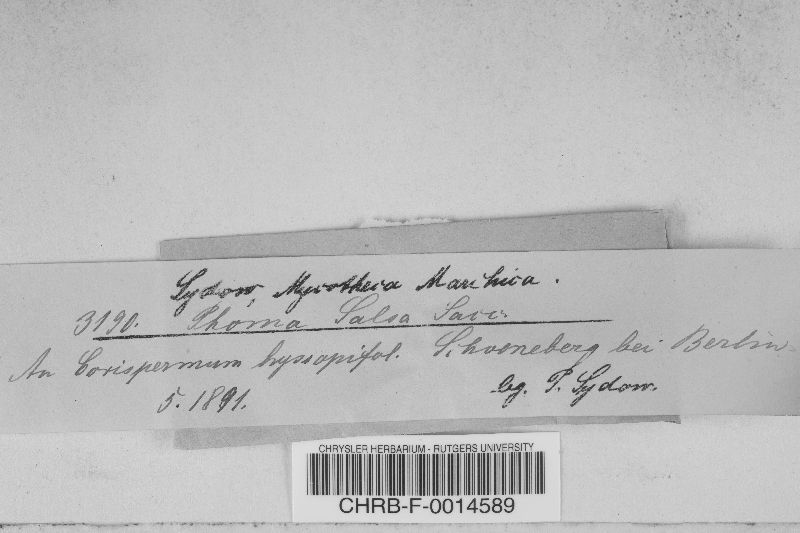 Sydow, Mycotheca Marchica.
3190. Phoma Salsa Sacc.
An Corispermum hyssopifol. Schoeneberg bei Berlin.
5. 1891. leg. P. Sydow.
CHRYSLER HERBARIUM - RUTGERS UNIVERSITY
CHRB-F-0014589